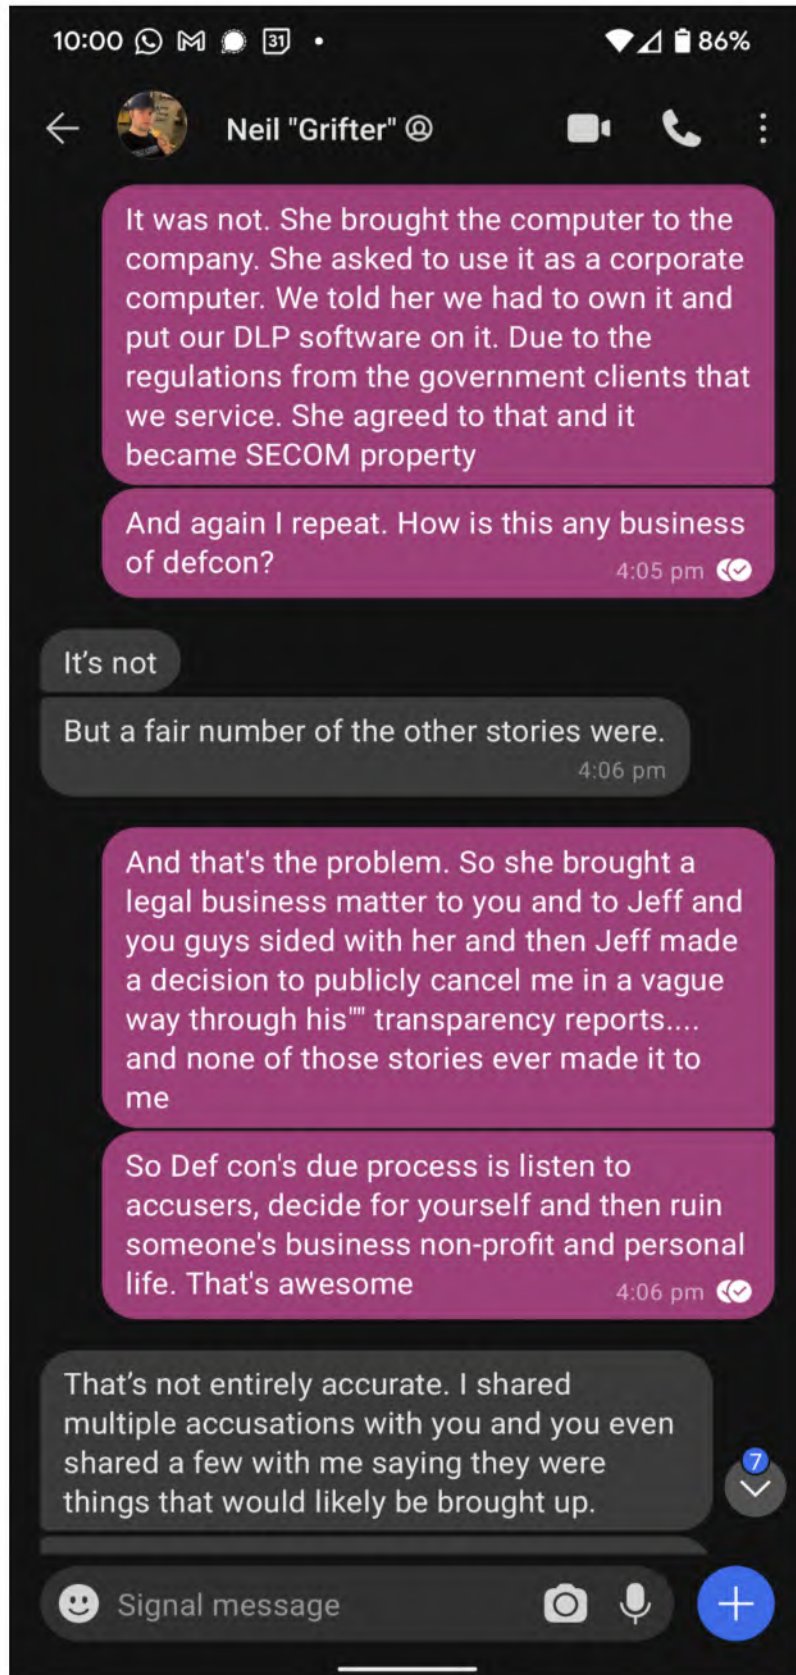 10:00 31 • 86%
Neil "Grifter"
It was not. She brought the computer to the
company. She asked to use it as a corporate
computer. We told her we had to own it and
put our DLP software on it. Due to the
regulations from the government clients that
we service. She agreed to that and it
became SECOM property
And again I repeat. How is this any business
of defcon?
4:05 pm
It’s not
But a fair number of the other stories were.
4:06 pm
And that's the problem. So she brought a
legal business matter to you and to Jeff and
you guys sided with her and then Jeff made
a decision to publicly cancel me in a vague
way through his"" transparency reports....
and none of those stories ever made it to
me
So Def con's due process is listen to
accusers, decide for yourself and then ruin
someone's business non-profit and personal
life. That's awesome
4:06 pm
That’s not entirely accurate. I shared
multiple accusations with you and you even
shared a few with me saying they were
things that would likely be brought up.
7
Signal message